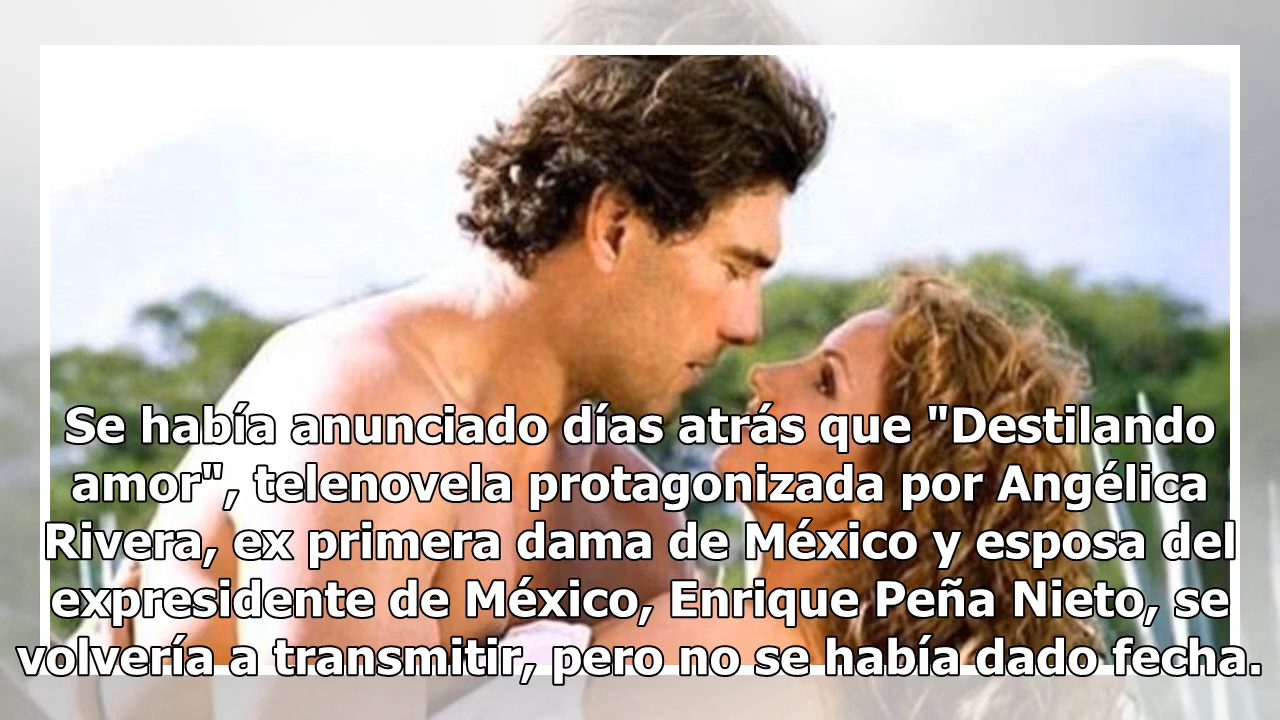 Se había anunciado días atrás que "Destilando
amor", telenovela protagonizada por Angélica
Rivera, ex primera dama de México y esposa del
expresidente de México, Enrique Peña Nieto, se
volvería a transmitir, pero no se había dado fecha.